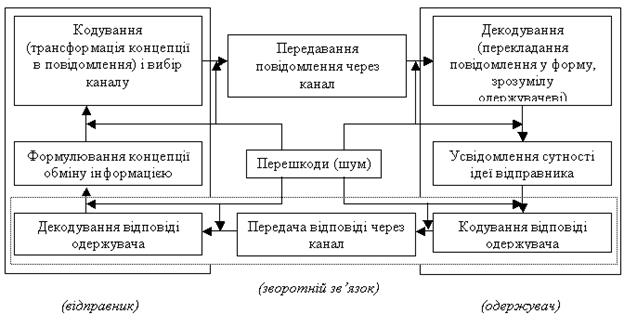 Кодування
(трансформація концепції
в повідомлення) і вибір
каналу
Передавання
повідомлення через
канал
Декодування
(перекладання
повідомлення у форму,
зрозумілу
одержувачеві)
Формулювання концепції
обміну інформацією
Перешкоди (шум)
Усвідомлення сутності
ідеї відправника
Декодування відповіді
одержувача
Передача відповіді через
канал
Кодування відповіді
одержувача
(відправник)
(зворотній зв’язок)
(одержувач)